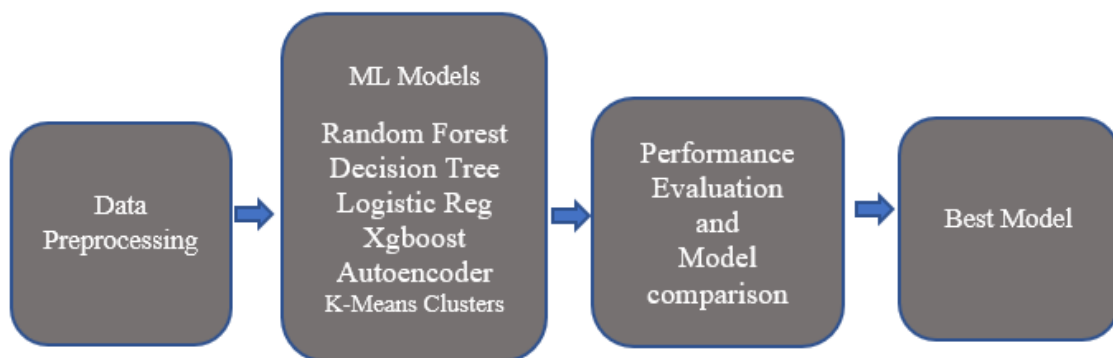 Data
Preprocessing
ML Models
Random Forest
Decision Tree
Logistic Reg
Xgboost
Autoencoder
K-Means Clusters
Performance
Evaluation
and
Model
comparison
Best Model